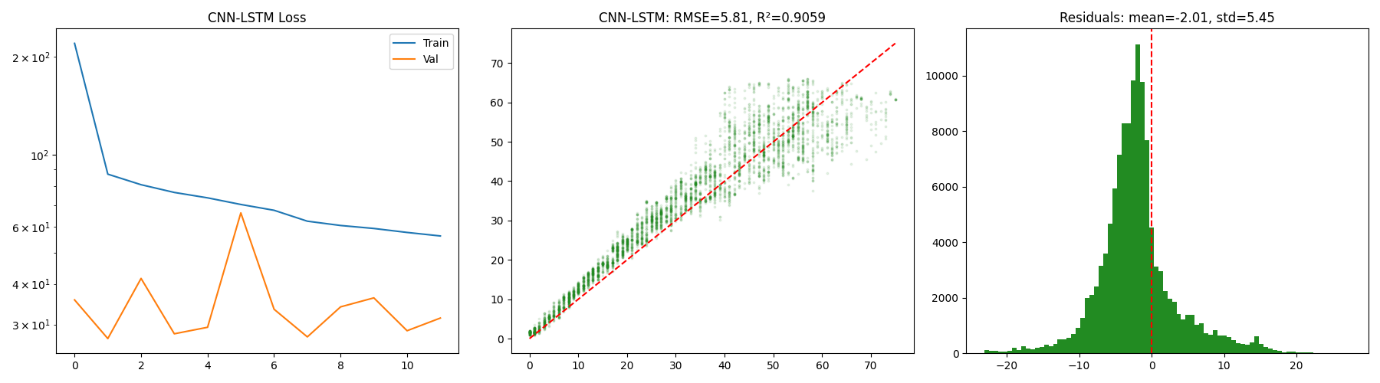 CNN-LSTM Loss
Train
Val
2 × 10²
10²
6 × 10¹
4 × 10¹
3 × 10¹
0 2 4 6 8 10
CNN-LSTM: RMSE=5.81, R²=0.9059
70
60
50
40
30
20
10
0
0 10 20 30 40 50 60 70
Residuals: mean=-2.01, std=5.45
10000
8000
6000
4000
2000
0
−20 −10 0 10 20